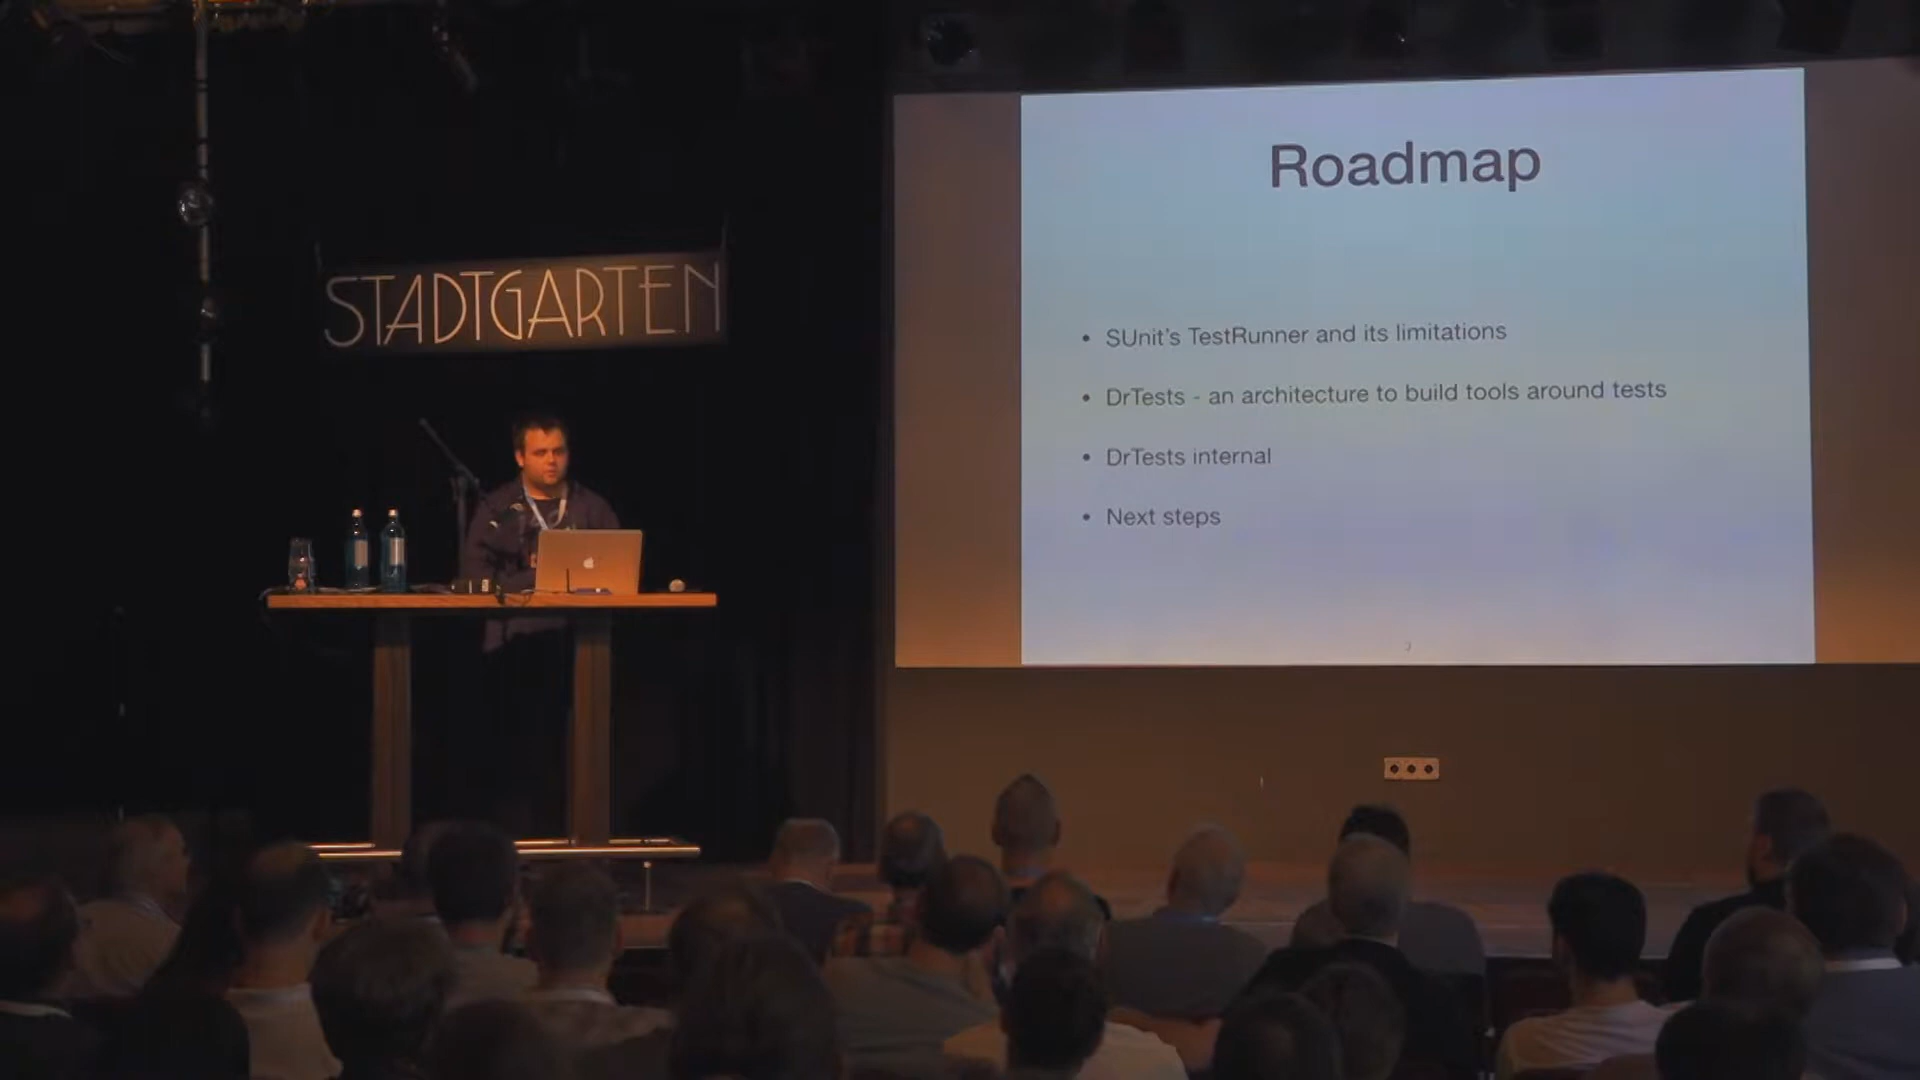 STADTGARTEN
Roadmap
• SUnit's TestRunner and its limitations
• DrTests - an architecture to build tools around tests
• DrTests internal
• Next steps